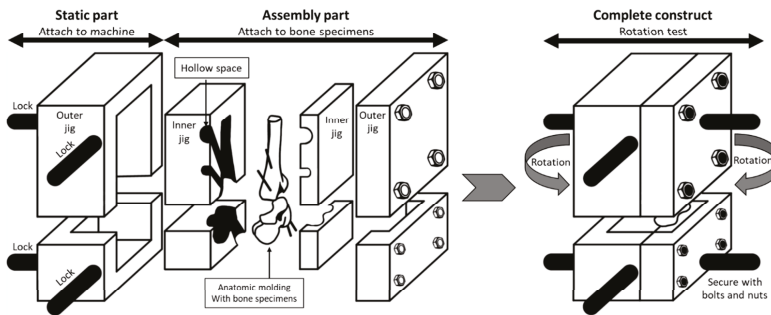 Static part
Attach to machine
Assembly part
Attach to bone specimens
Complete construct
Rotation test
Hollow space
Lock
Outer
jig
Lock
Inner
jig
Inner
jig
Outer
jig
Lock
Lock
Anatomic molding
With bone specimens
Rotation
Rotation
Secure with
bolts and nuts